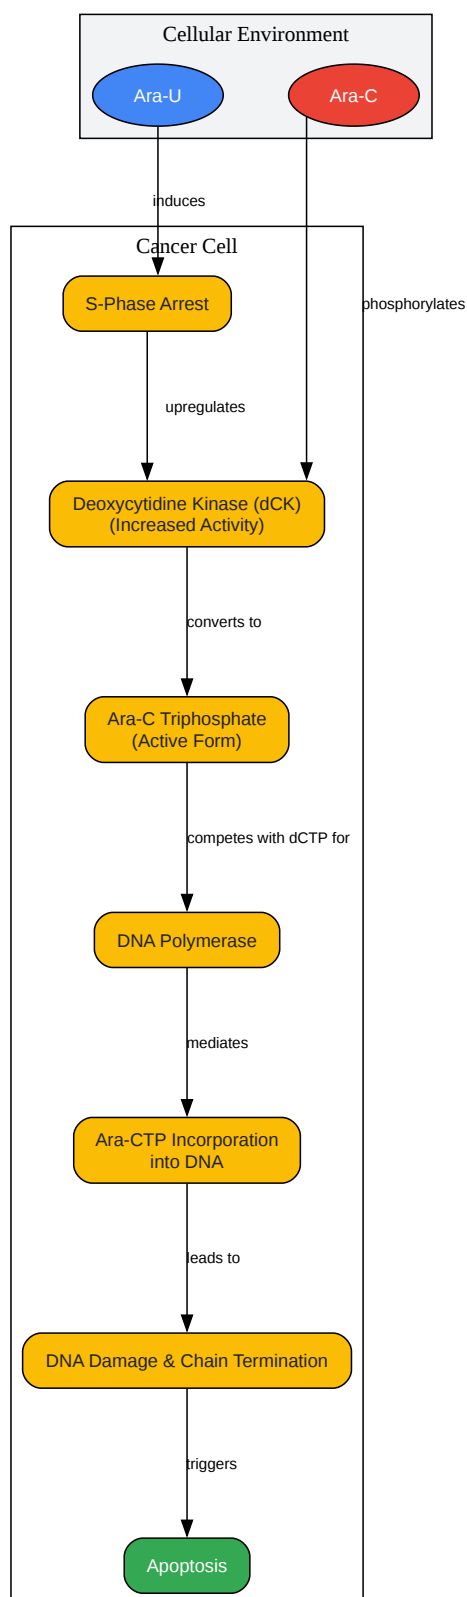 Cellular Environment
Ara-U
Ara-C
induces
Cancer Cell
S-Phase Arrest
phosphorylates
upregulates
Deoxycytidine Kinase (dCK)
(Increased Activity)
converts to
Ara-C Triphosphate
(Active Form)
competes with dCTP for
DNA Polymerase
mediates
Ara-CTP Incorporation
into DNA
leads to
DNA Damage & Chain Termination
triggers
Apoptosis